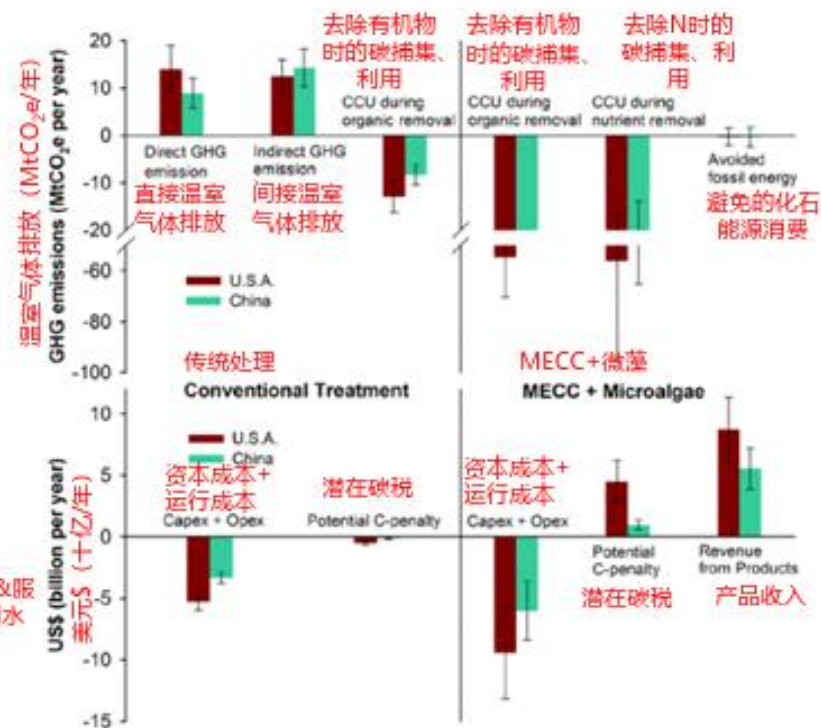 温室气体排放（MtCO₂e/年）
GHG emissions (MtCO₂e per year)
20
10
0
-10
-20
-60
-80
-100
去除有机物
时的碳捕集、
利用
CCU during
organic removal
去除有机物
时的碳捕集、
利用
CCU during
organic removal
去除N时的
碳捕集、利
用
CCU during
nutrient removal
Direct GHG
emission
直接温室
气体排放
Indirect GHG
emission
间接温室
气体排放
Avoided
fossil energy
避免的化石
能源消费
U.S.A.
China
传统处理
Conventional Treatment
MECC+微藻
MECC + Microalgae
US$ (billion per year)
美元$（十亿/年）
10
5
0
-5
-10
-15
U.S.A.
China
资本成本+
运行成本
Capex + Opex
潜在碳税
Potential C-penalty
资本成本+
运行成本
Capex + Opex
Potential
C-penalty
潜在碳税
Revenue
from Products
产品收入
&服
水